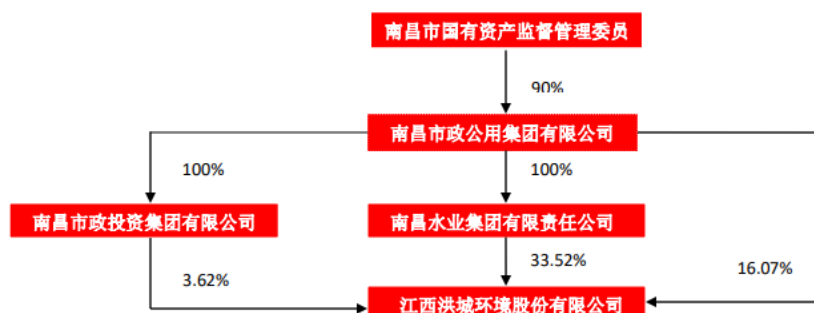 南昌市国有资产监督管理委员
90%
南昌市政公用集团有限公司
100%
100%
南昌市政投资集团有限公司
南昌水业集团有限责任公司
3.62%
33.52%
16.07%
江西洪城环境股份有限公司